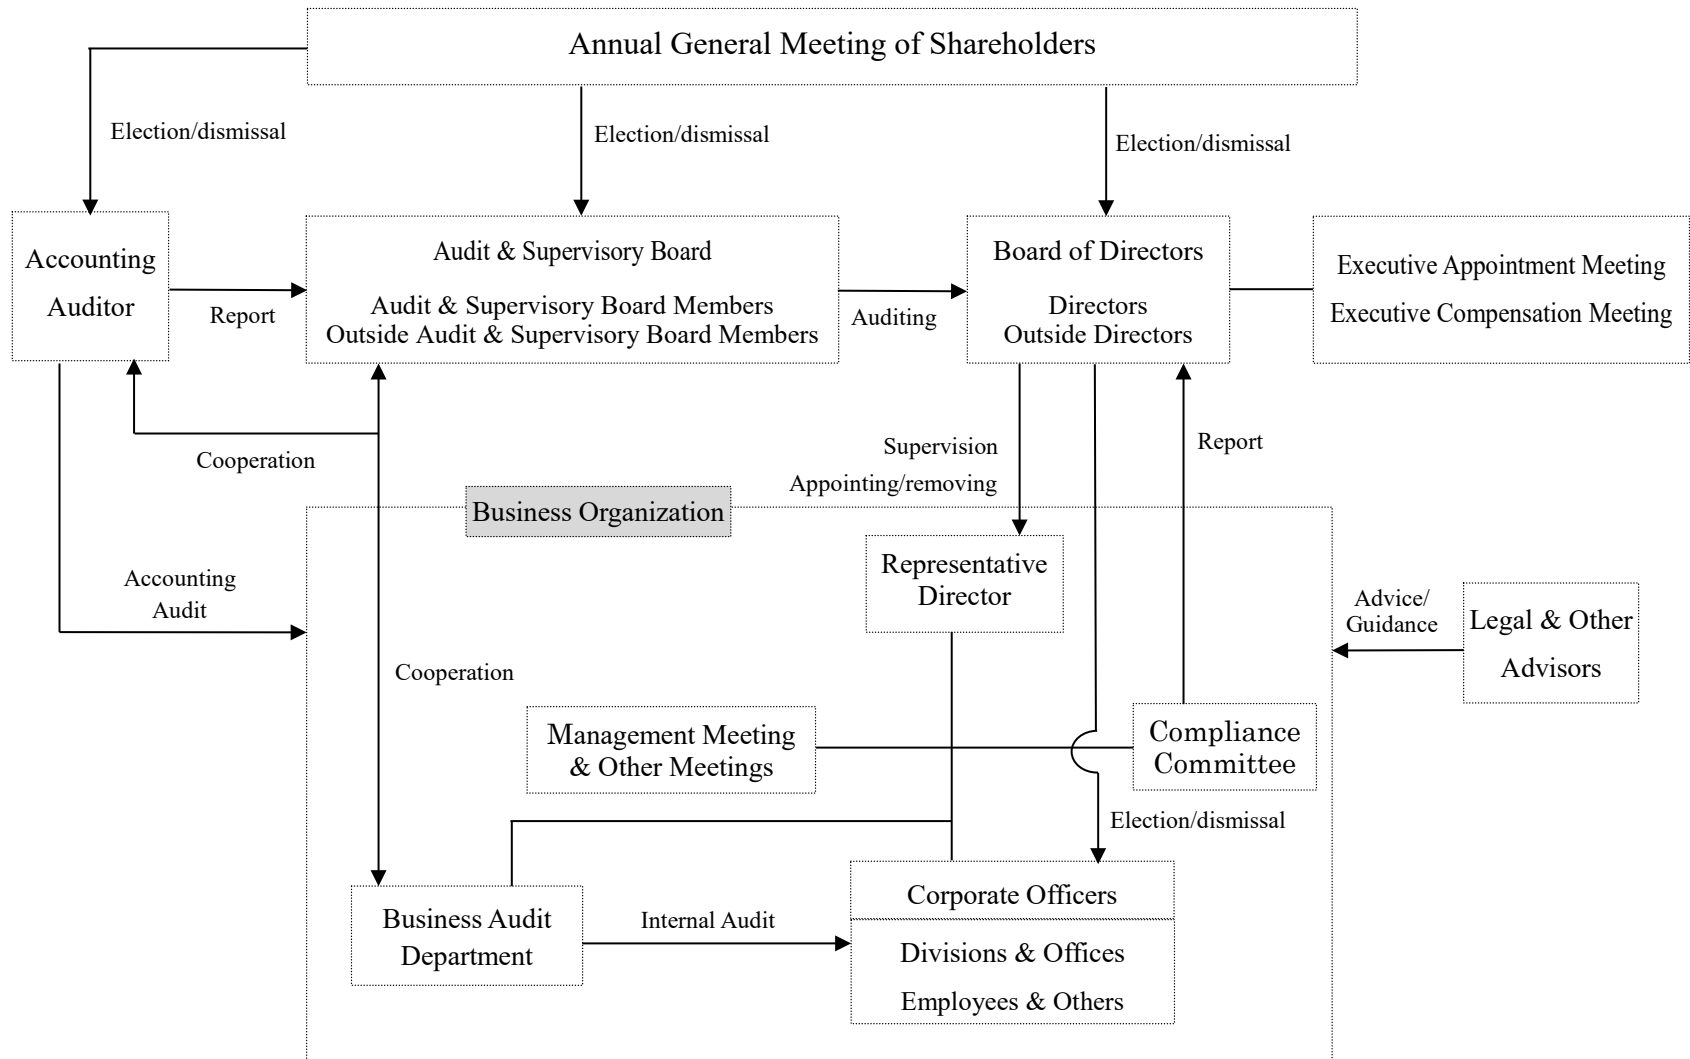 Annual General Meeting of Shareholders
Election/dismissal
Election/dismissal
Election/dismissal
Accounting
Auditor
Report
Audit & Supervisory Board
Audit & Supervisory Board Members
Outside Audit & Supervisory Board Members
Auditing
Board of Directors
Directors
Outside Directors
Executive Appointment Meeting
Executive Compensation Meeting
Cooperation
Supervision
Appointing/removing
Report
Business Organization
Representative
Director
Accounting
Audit
Advice/
Guidance
Legal & Other
Advisors
Cooperation
Management Meeting
& Other Meetings
Compliance
Committee
Election/dismissal
Business Audit
Department
Internal Audit
Corporate Officers
Divisions & Offices
Employees & Others